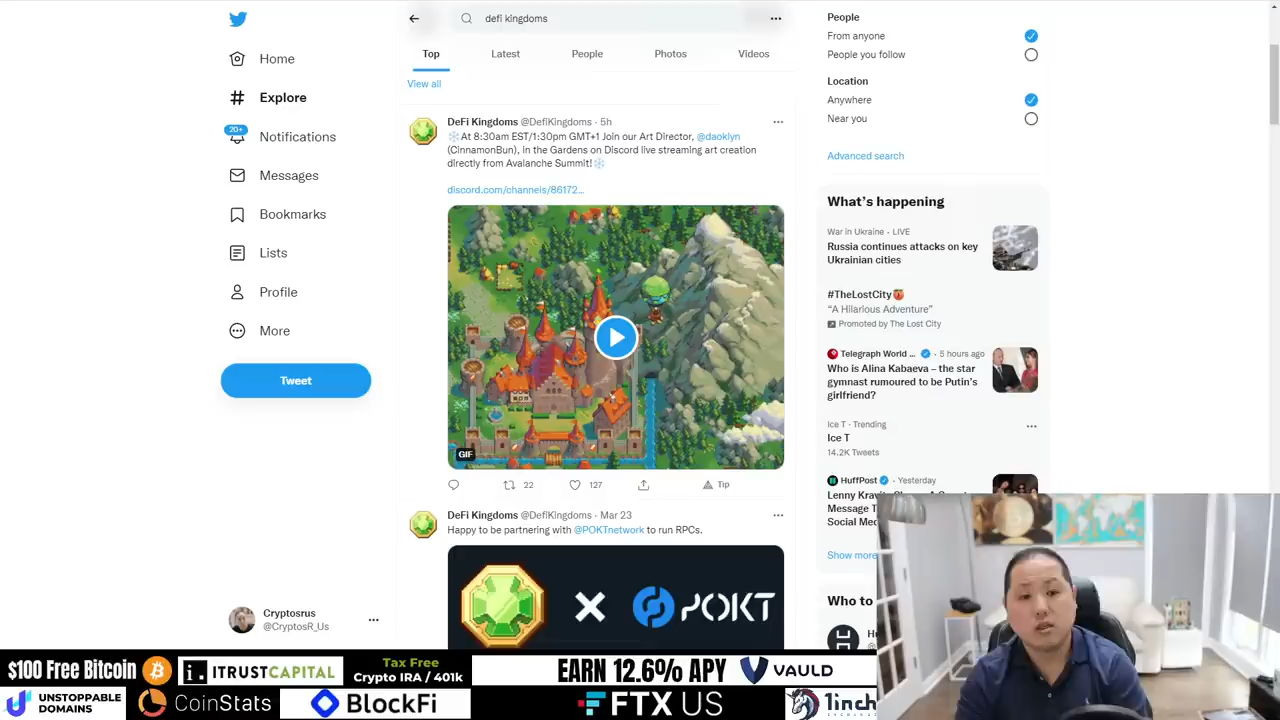 Home
Explore
20+
Notifications
Messages
Bookmarks
Lists
Profile
More
Tweet
Cryptosrus
@CryptosR_Us
defi kingdoms
Top
Latest
People
Photos
Videos
View all
DeFi Kingdoms @DefiKingdoms · 5h
❄️At 8:30am EST/1:30pm GMT+1 Join our Art Director, @daoklyn
(CinnamonBun), In the Gardens on Discord live streaming art creation
directly from Avalanche Summit!❄️
discord.com/channels/86172...
GIF
22
127
Tip
DeFi Kingdoms @DefiKingdoms · Mar 23
Happy to be partnering with @POKTnetwork to run RPCs.
X
POKT
People
From anyone
People you follow
Location
Anywhere
Near you
Advanced search
What's happening
War in Ukraine · LIVE
Russia continues attacks on key
Ukrainian cities
#TheLostCity
"A Hilarious Adventure"
Promoted by The Lost City
Telegraph World ... · 5 hours ago
Who is Alina Kabaeva – the star
gymnast rumoured to be Putin's
girlfriend?
Ice T · Trending
Ice T
14.2K Tweets
HuffPost · Yesterday
Show more
Who to
$100 Free Bitcoin
i. ITRUSTCAPITAL
Tax Free
Crypto IRA / 401k
EARN 12.6% APY
VAULD
UNSTOPPABLE
DOMAINS
CoinStats
BlockFi
FTX US
1inch
EXCHANGE